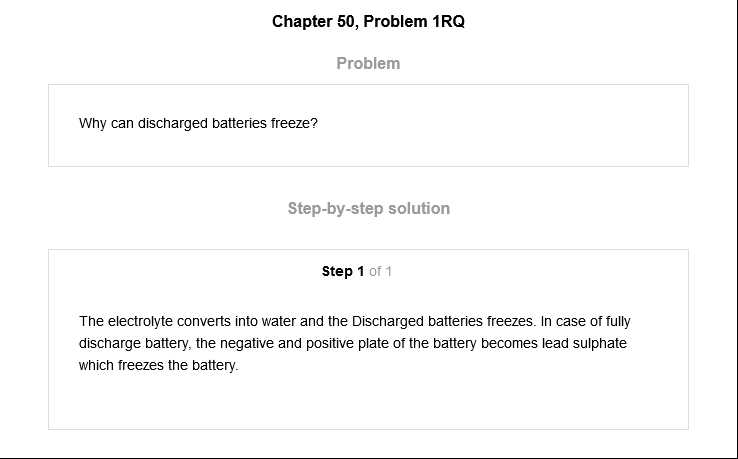 Chapter 50, Problem 1RQ
Problem
Why can discharged batteries freeze?
Step-by-step solution
Step 1 of 1
The electrolyte converts into water and the Discharged batteries freezes. In case of fully
discharge battery, the negative and positive plate of the battery becomes lead sulphate
which freezes the battery.